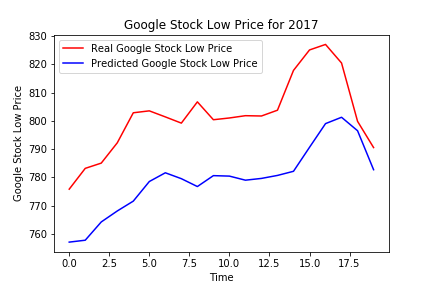 Google Stock Low Price for 2017
Real Google Stock Low Price
Predicted Google Stock Low Price
Google Stock Low Price
830
820
810
800
790
780
770
760
0.0 2.5 5.0 7.5 10.0 12.5 15.0 17.5
Time